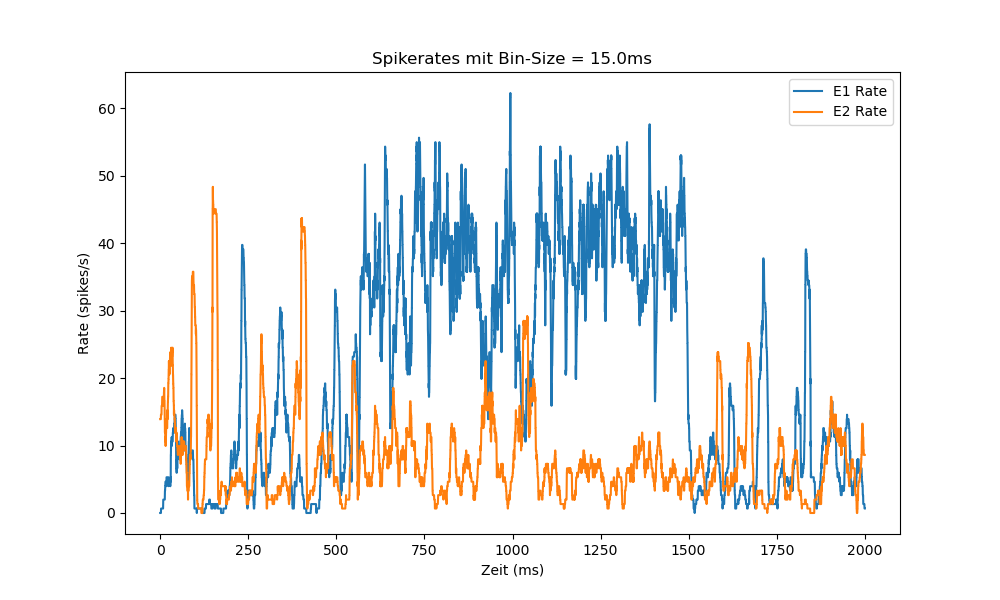 Spikerates mit Bin-Size = 15.0ms
E1 Rate
E2 Rate
Rate (spikes/s)
60
50
40
30
20
10
0
0 250 500 750 1000 1250 1500 1750 2000
Zeit (ms)